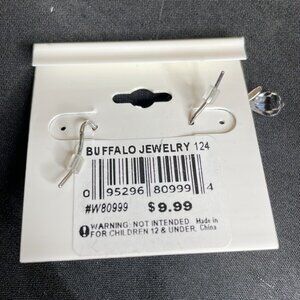 BUFFALO JEWELRY 124
0 95296 80999 4
#W80999 $9.99
WARNING: NOT INTENDED Made in
FOR CHILDREN 12 & UNDER. China